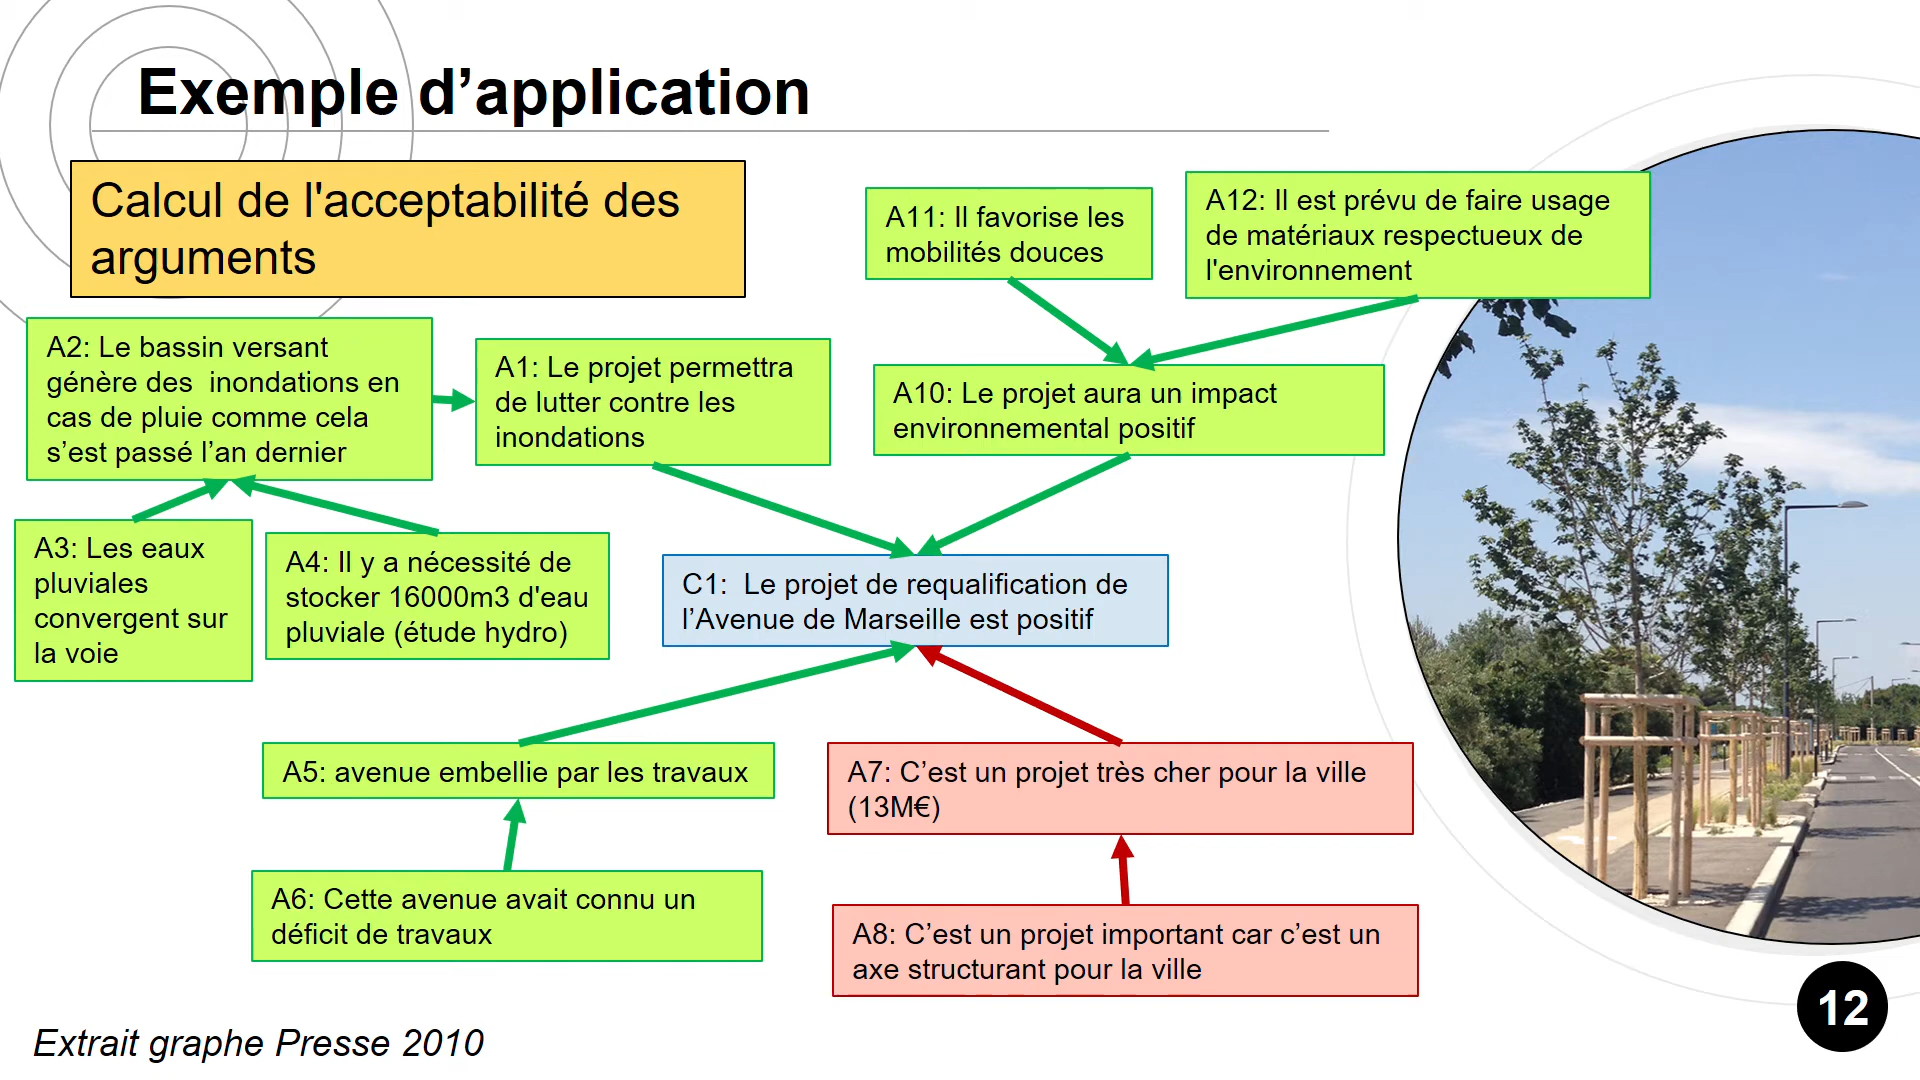 Exemple d’application
Calcul de l'acceptabilité des
arguments
A11: Il favorise les
mobilités douces
A12: Il est prévu de faire usage
de matériaux respectueux de
l'environnement
A2: Le bassin versant
génère des  inondations en
cas de pluie comme cela
s’est passé l’an dernier
A1: Le projet permettra
de lutter contre les
inondations
A10: Le projet aura un impact
environnemental positif
A3: Les eaux
pluviales
convergent sur
la voie
A4: Il y a nécessité de
stocker 16000m3 d'eau
pluviale (étude hydro)
C1:  Le projet de requalification de
l’Avenue de Marseille est positif
A5: avenue embellie par les travaux
A7: C’est un projet très cher pour la ville
(13M€)
A6: Cette avenue avait connu un
déficit de travaux
A8: C’est un projet important car c’est un
axe structurant pour la ville
Extrait graphe Presse 2010
12